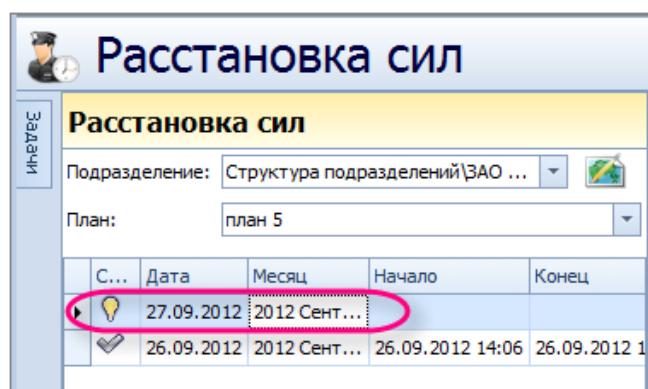 Расстановка сил
Задачи
Расстановка сил
Подразделение: Структура подразделений\ЗАО ...
План: план 5
С... Дата Месяц Начало Конец
27.09.2012 2012 Сент...
26.09.2012 2012 Сент... 26.09.2012 14:06 26.09.2012 1